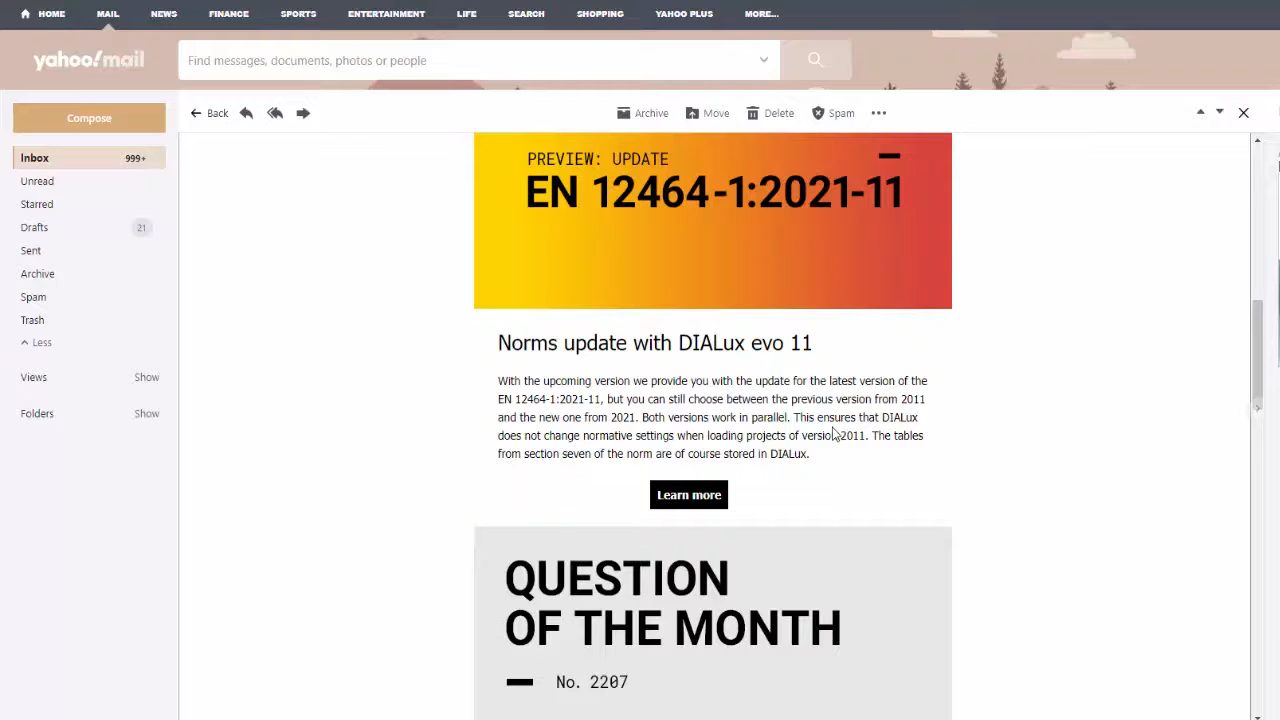 HOME MAIL NEWS FINANCE SPORTS ENTERTAINMENT LIFE SEARCH SHOPPING YAHOO PLUS MORE...
yahoo!mail
Find messages, documents, photos or people
Compose
Back
Archive Move Delete Spam
Inbox 999+
Unread
Starred
Drafts 21
Sent
Archive
Spam
Trash
Less
Views Show
Folders Show
PREVIEW: UPDATE
EN 12464-1:2021-11
Norms update with DIALux evo 11
With the upcoming version we provide you with the update for the latest version of the
EN 12464-1:2021-11, but you can still choose between the previous version from 2011
and the new one from 2021. Both versions work in parallel. This ensures that DIALux
does not change normative settings when loading projects of version 2011. The tables
from section seven of the norm are of course stored in DIALux.
Learn more
QUESTION
OF THE MONTH
No. 2207